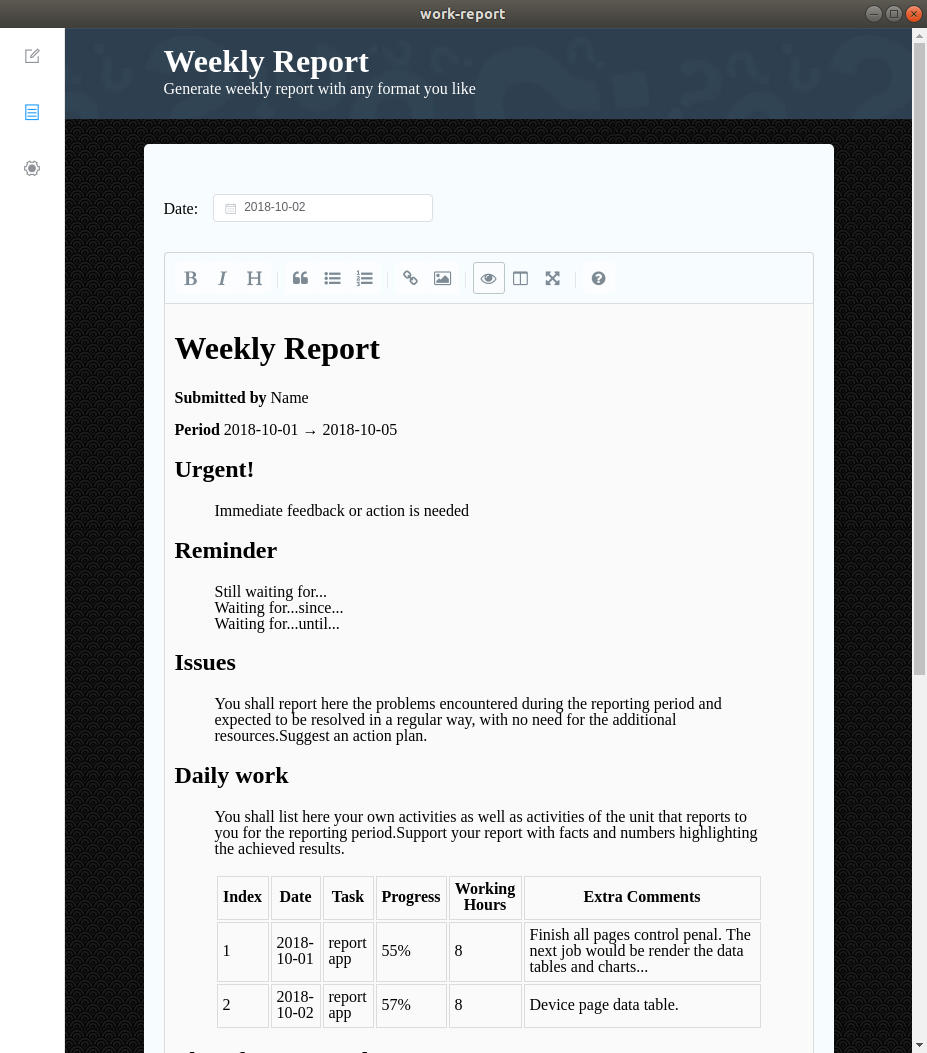 work-report
Weekly Report
Generate weekly report with any format you like
Date: 2018-10-02
Weekly Report
Submitted by Name
Period 2018-10-01 → 2018-10-05
Urgent!
Immediate feedback or action is needed
Reminder
Still waiting for...
Waiting for...since...
Waiting for...until...
Issues
You shall report here the problems encountered during the reporting period and
expected to be resolved in a regular way, with no need for the additional
resources.Suggest an action plan.
Daily work
You shall list here your own activities as well as activities of the unit that reports to
you for the reporting period.Support your report with facts and numbers highlighting
the achieved results.
Index Date Task Progress Working Hours Extra Comments
1 2018-10-01 report app 55% 8 Finish all pages control penal. The
next job would be render the data
tables and charts...
2 2018-10-02 report app 57% 8 Device page data table.